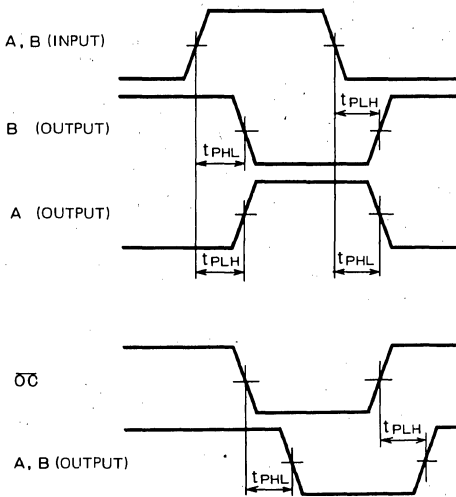 A, B (INPUT)
tPLH
B (OUTPUT)
tPHL
A (OUTPUT)
tPLH
tPHL
OC
tPLH
A, B (OUTPUT)
tPHL